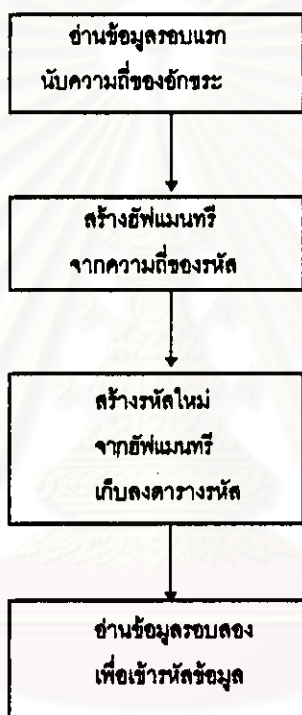 อ่านข้อมูลรอบแรก
นับความถี่ของอักขระ
สร้างฮัฟแมนทรี
จากความถี่ของรหัส
สร้างรหัสใหม่
จากฮัฟแมนทรี
เก็บลงตารางรหัส
อ่านข้อมูลรอบสอง
เพื่อเข้ารหัสข้อมูล